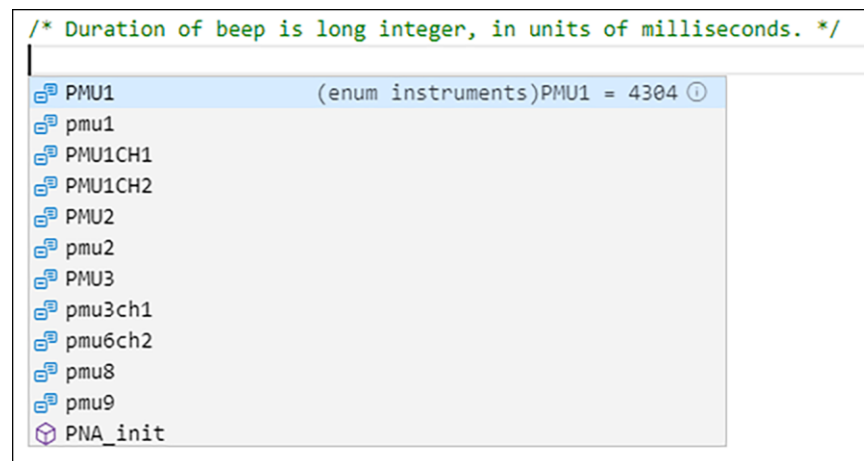 /* Duration of beep is long integer, in units of milliseconds. */
PMU1 (enum instruments)PMU1 = 4304
pmu1
PMU1CH1
PMU1CH2
PMU2
pmu2
PMU3
pmu3ch1
pmu6ch2
pmu8
pmu9
PNA_init